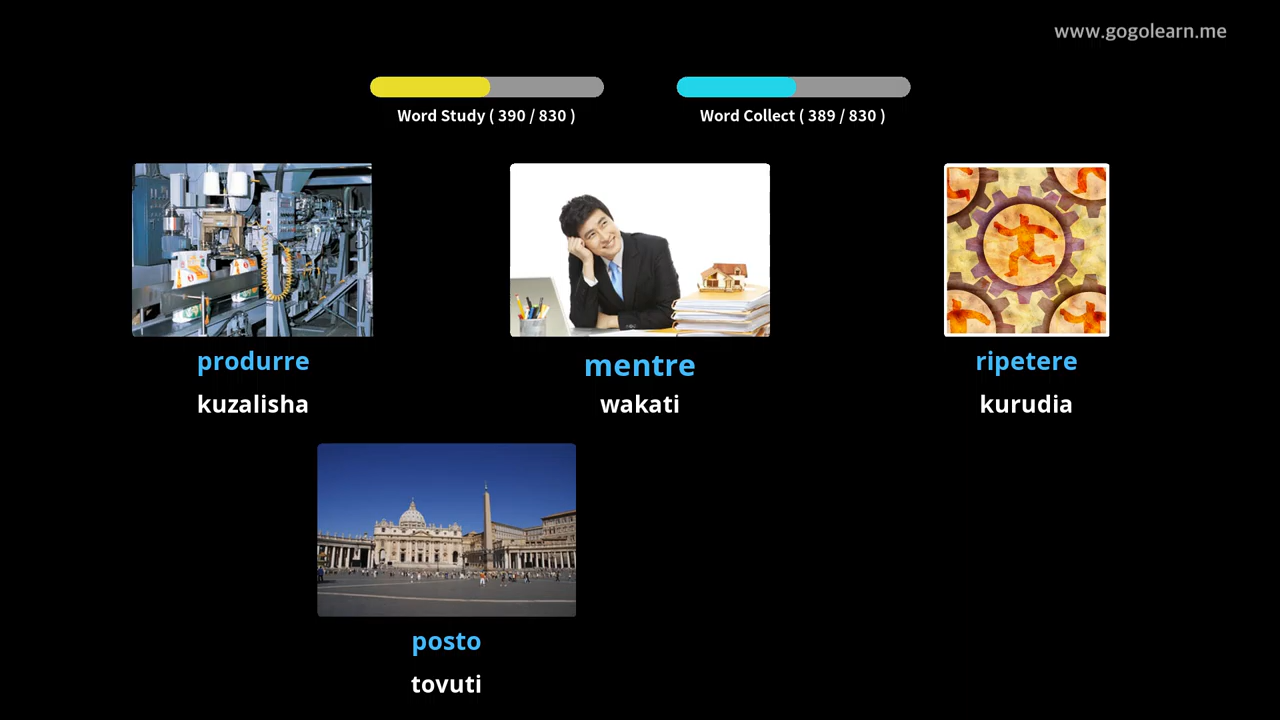 www.gogolearn.me
Word Study ( 390 / 830 )
Word Collect ( 389 / 830 )
produrre
mentre
ripetere
kuzalisha
wakati
kurudia
posto
tovuti